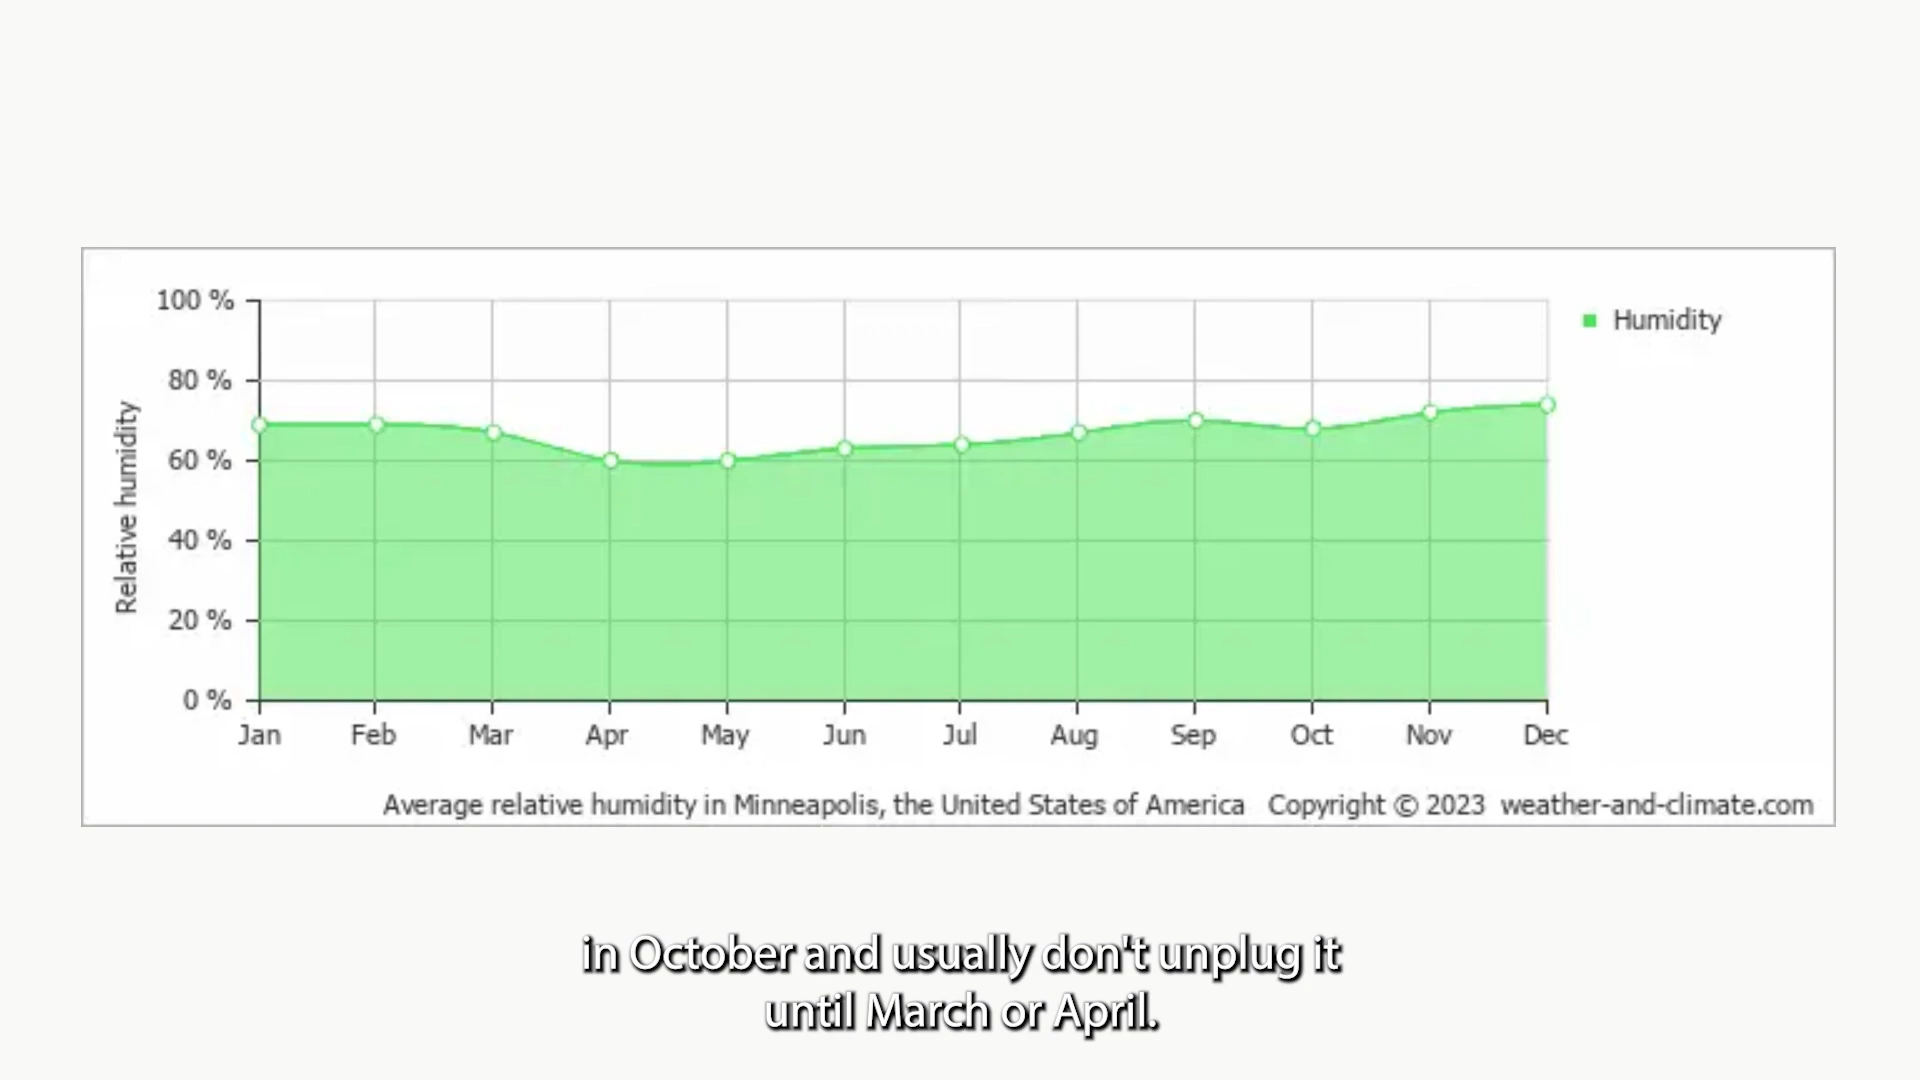 100 %
Humidity
80 %
60 %
40 %
20 %
0 %
Relative humidity
Jan Feb Mar Apr May Jun Jul Aug Sep Oct Nov Dec
Average relative humidity in Minneapolis, the United States of America Copyright © 2023 weather-and-climate.com
in October and usually don't unplug it
until March or April.